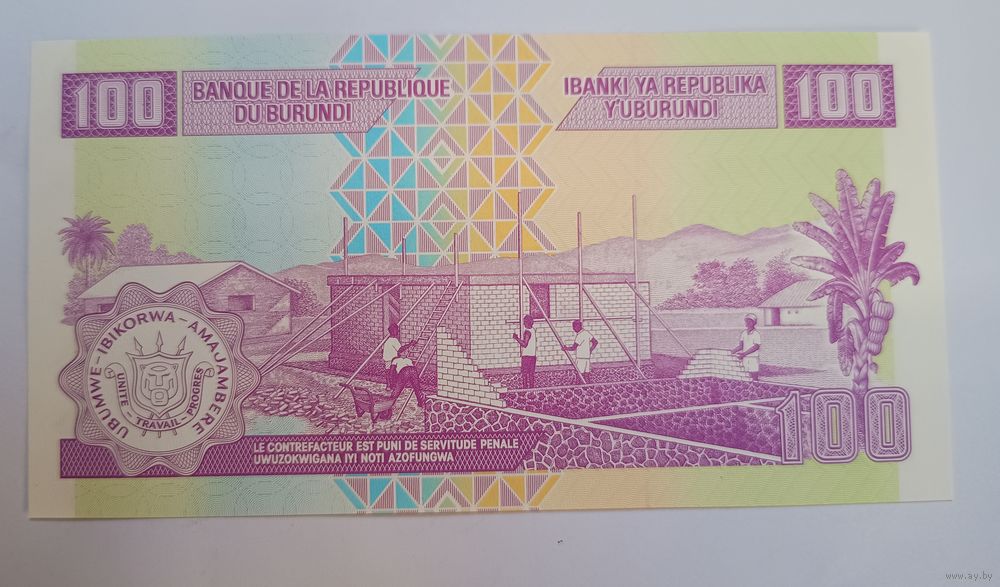 100
BANQUE DE LA REPUBLIQUE
DU BURUNDI
IBANKI YA REPUBLIKA
Y'UBURUNDI
100
UBUMWE-IBIKORWA-AMAJAMBERE
UNITE - TRAVAIL - PROGRES
LE CONTREFACTEUR EST PUNI DE SERVITUDE PENALE
UWUZOKWIGANA IYI NOTI AZOFUNGWA
100
www.ay.by